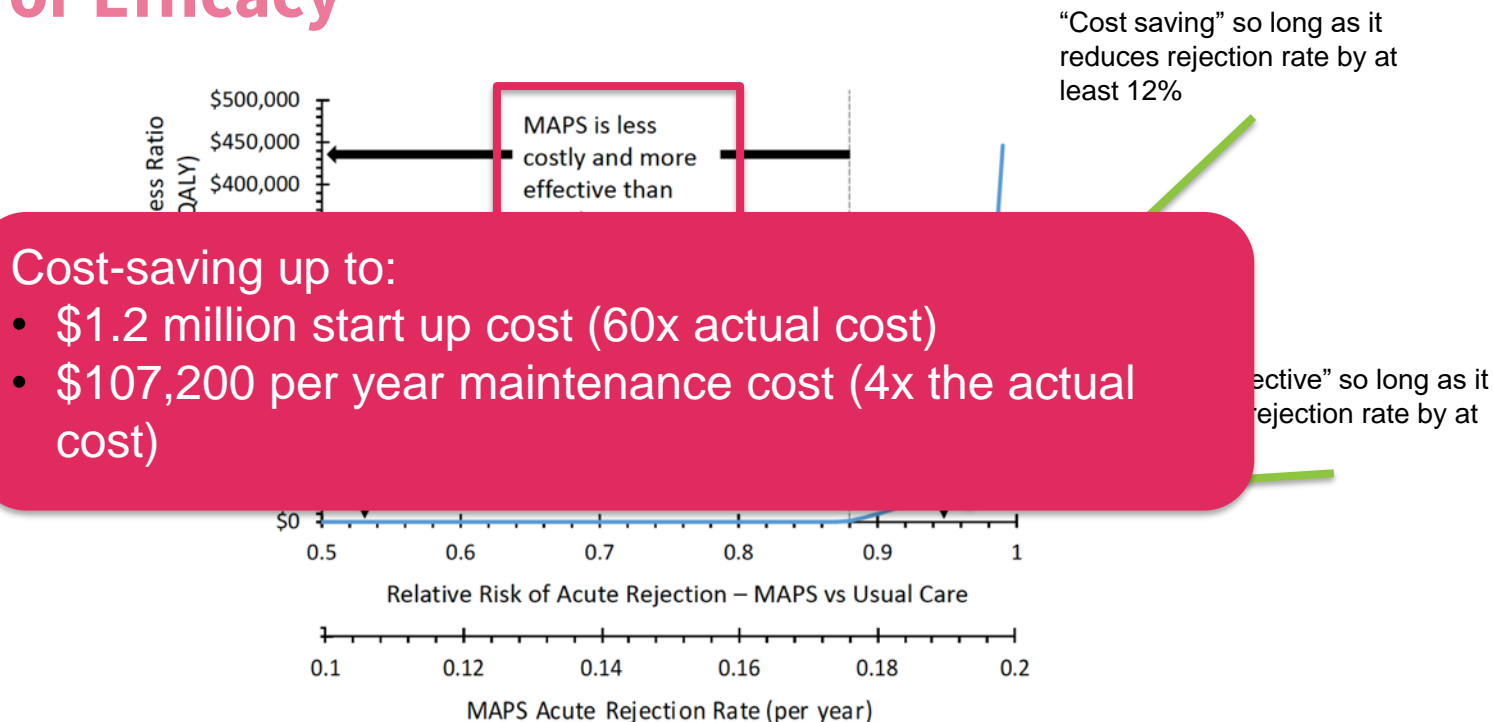 or Efficacy
“Cost saving” so long as it
reduces rejection rate by at
least 12%
$500,000
$450,000
$400,000
ess Ratio
QALY)
MAPS is less
costly and more
effective than
Cost-saving up to:
• $1.2 million start up cost (60x actual cost)
• $107,200 per year maintenance cost (4x the actual
cost)
ective” so long as it
rejection rate by at
$0
0.5 0.6 0.7 0.8 0.9 1
Relative Risk of Acute Rejection – MAPS vs Usual Care
0.1 0.12 0.14 0.16 0.18 0.2
MAPS Acute Rejection Rate (per year)